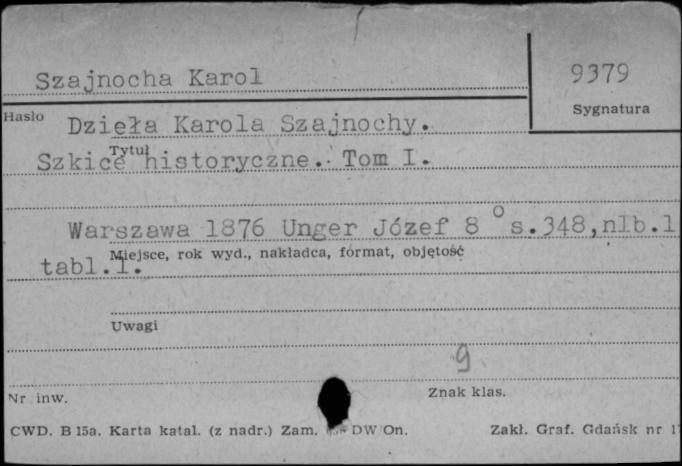 Szajnocha Karol
9379
Sygnatura
Hasło
Dzieła Karola Szajnochy.
Tytuł
Szkice historyczne. Tom I.
Warszawa 1876 Unger Józef 8° s.348,nlb.1
Miejsce, rok wyd., nakładca, format, objętość
tabl.1.
Uwagi
9
Nr inw.
Znak klas.
CWD. B 15a. Karta katal. (z nadr.) Zam. DW On.
Zakł. Graf. Gdańsk nr